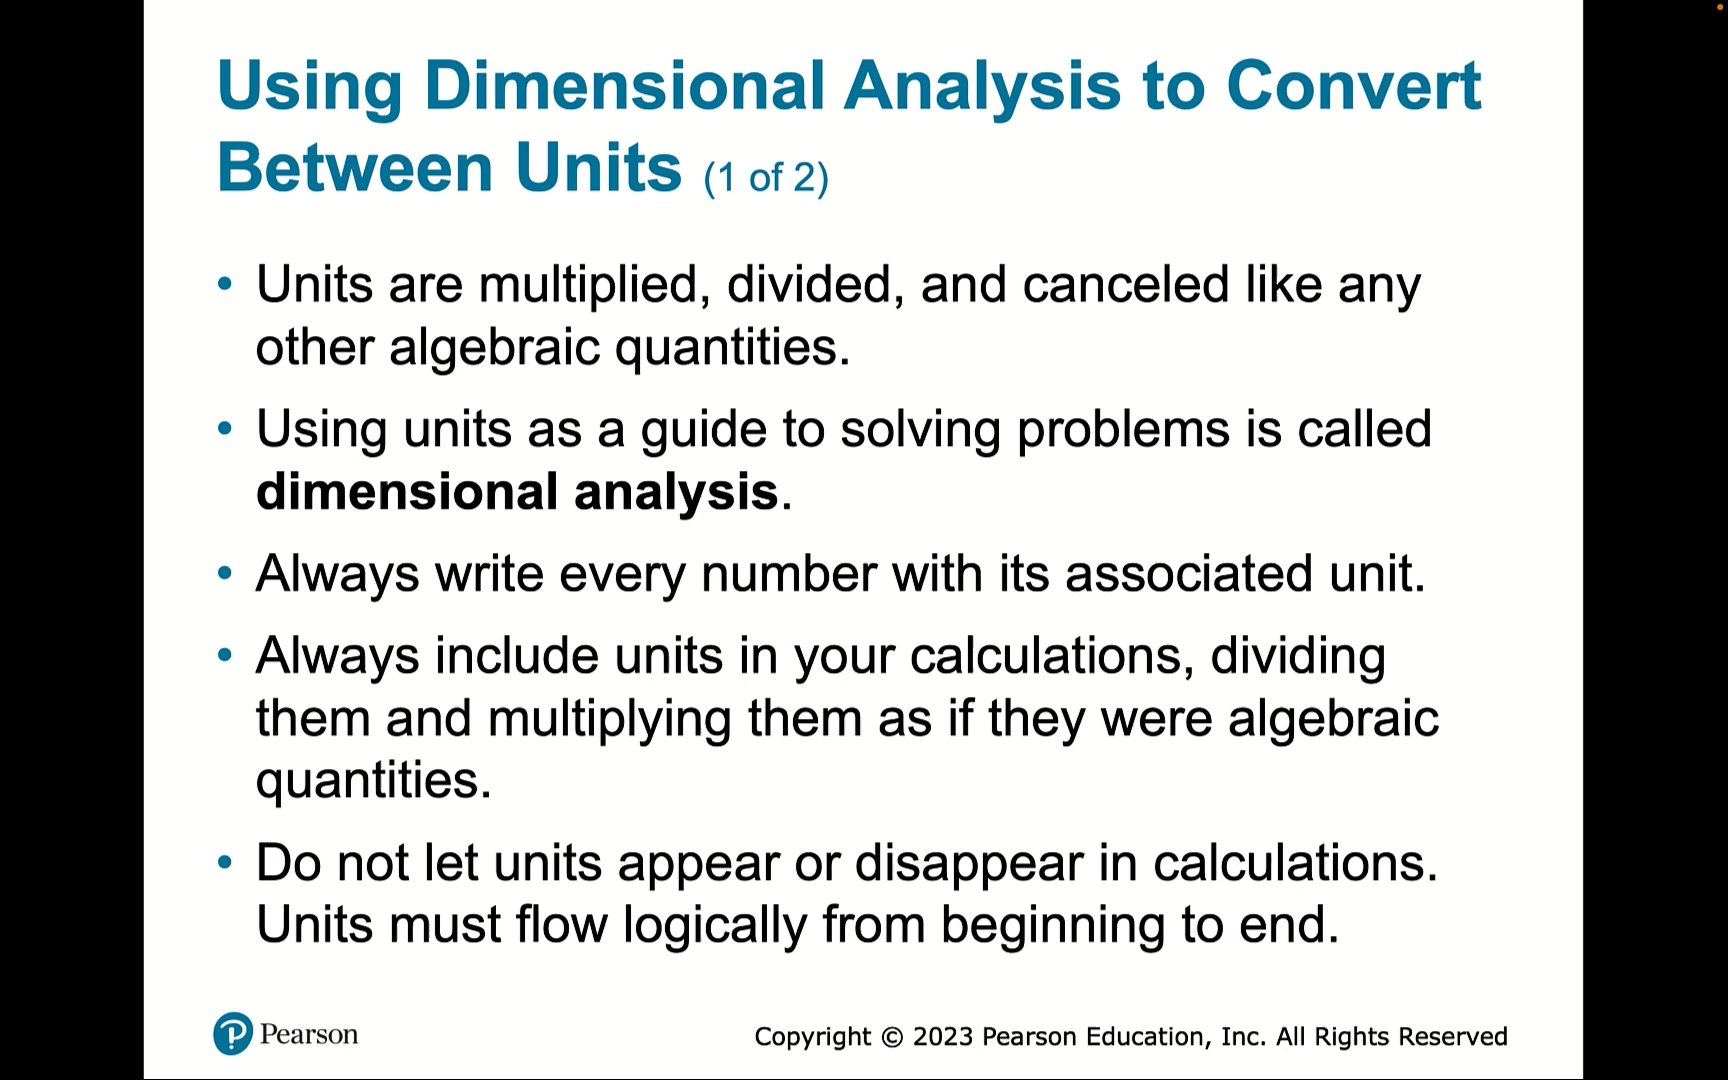 Using Dimensional Analysis to Convert
Between Units (1 of 2)
• Units are multiplied, divided, and canceled like any
other algebraic quantities.
• Using units as a guide to solving problems is called
dimensional analysis.
• Always write every number with its associated unit.
• Always include units in your calculations, dividing
them and multiplying them as if they were algebraic
quantities.
• Do not let units appear or disappear in calculations.
Units must flow logically from beginning to end.
Pearson
Copyright © 2023 Pearson Education, Inc. All Rights Reserved